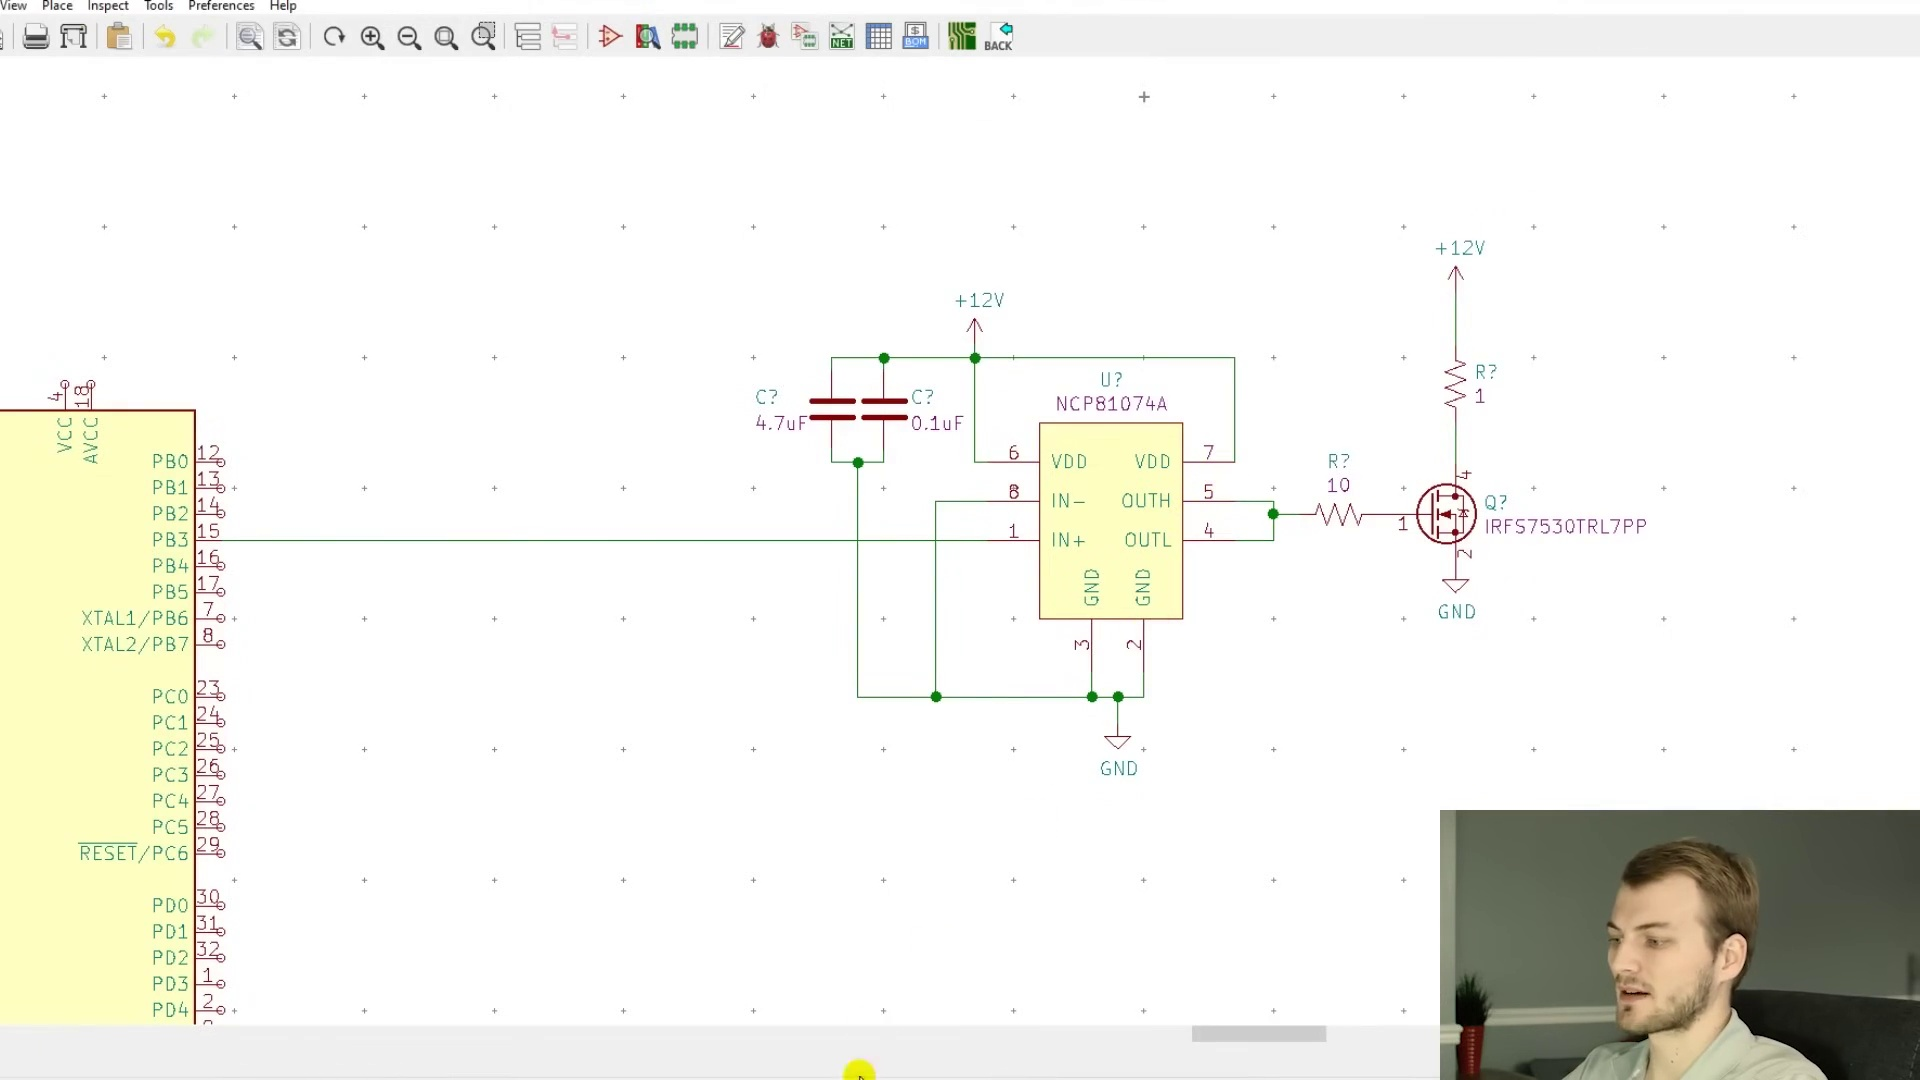 View Place Inspect Tools Preferences Help
NET
BOM
BACK
+12V
+12V
R?
1
C?
4.7uF
C?
0.1uF
U?
NCP81074A
6 VDD
VDD 7
8 IN-
OUTH 5
1 IN+
OUTL 4
GND
GND
3
2
GND
R?
10
4
1
2
Q?
IRFS7530TRL7PP
GND
4
18
VCC
AVCC
PB0 12
PB1 13
PB2 14
PB3 15
PB4 16
PB5 17
XTAL1/PB6 7
XTAL2/PB7 8
PC0 23
PC1 24
PC2 25
PC3 26
PC4 27
PC5 28
RESET/PC6 29
PD0 30
PD1 31
PD2 32
PD3 1
PD4 2